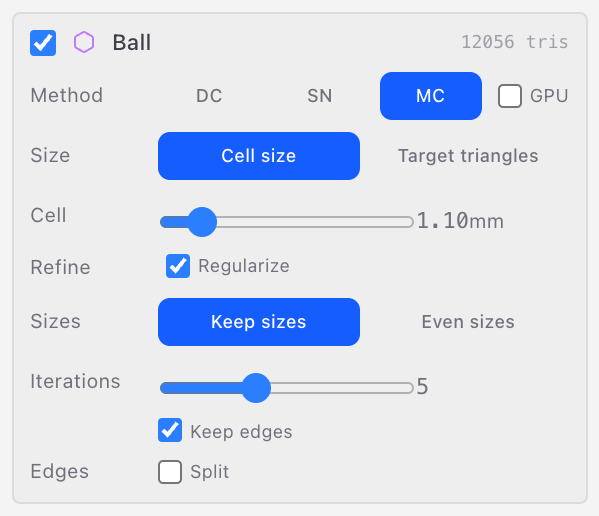 Ball 12056 tris
Method DC SN MC GPU
Size Cell size Target triangles
Cell 1.10mm
Refine Regularize
Sizes Keep sizes Even sizes
Iterations 5
Keep edges
Edges Split